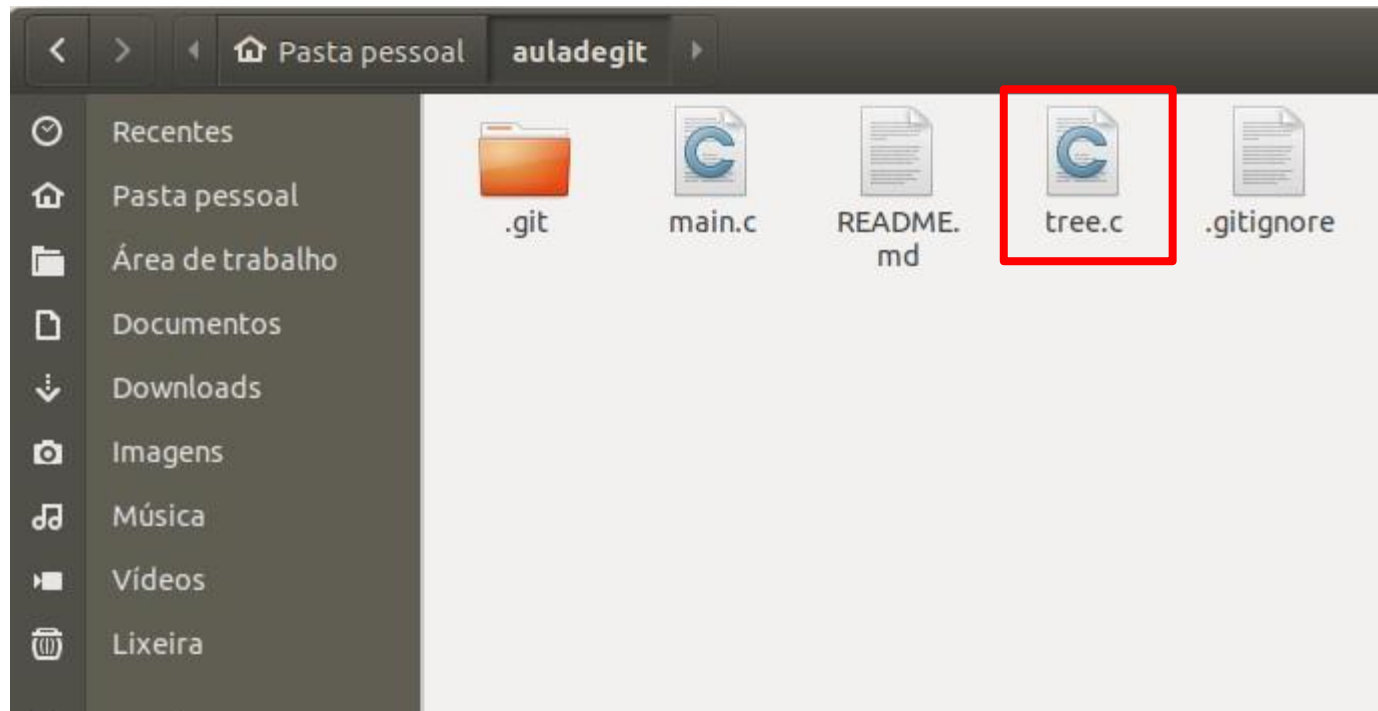 Pasta pessoal auladegit
Recentes
Pasta pessoal
Área de trabalho
Documentos
Downloads
Imagens
Música
Vídeos
Lixeira
.git
main.c
README.
md
tree.c
.gitignore